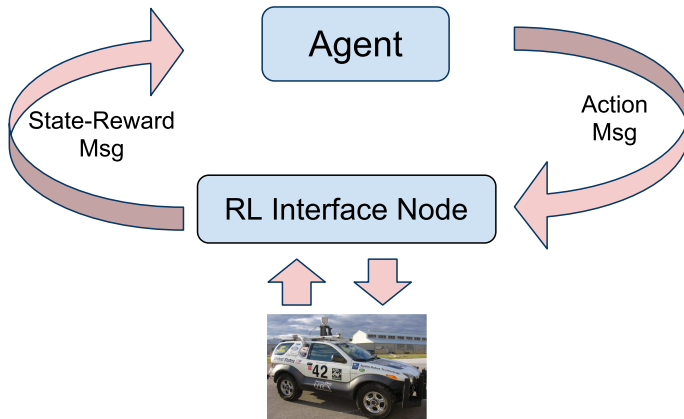 Agent
State-Reward
Msg
Action
Msg
RL Interface Node
42